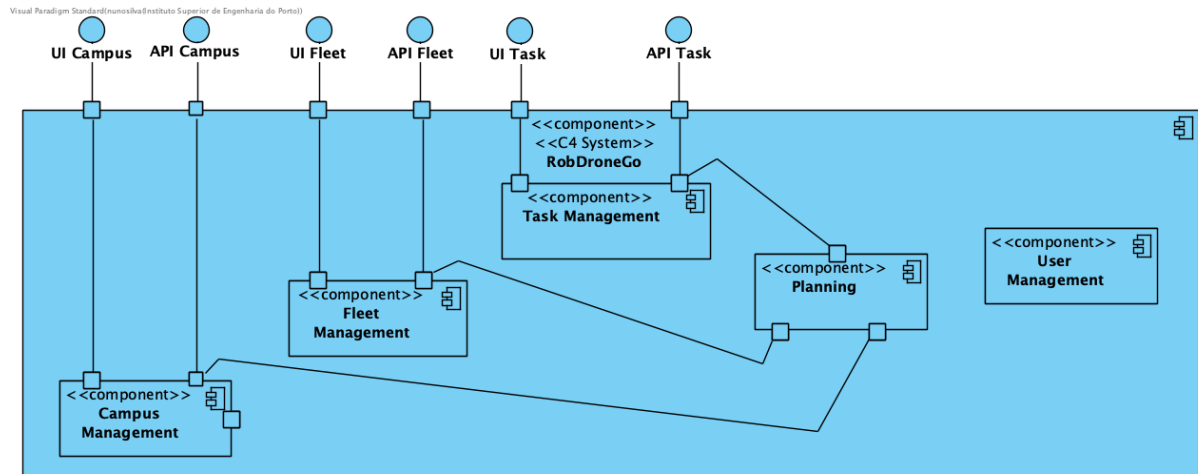 Visual Paradigm Standard(nunosilva(Instituto Superior de Engenharia do Porto))
UI Campus
API Campus
UI Fleet
API Fleet
UI Task
API Task
<<component>>
<<C4 System>>
RobDroneGo
<<component>>
Task Management
<<component>>
User
Management
<<component>>
Planning
<<component>>
Fleet
Management
<<component>>
Campus
Management